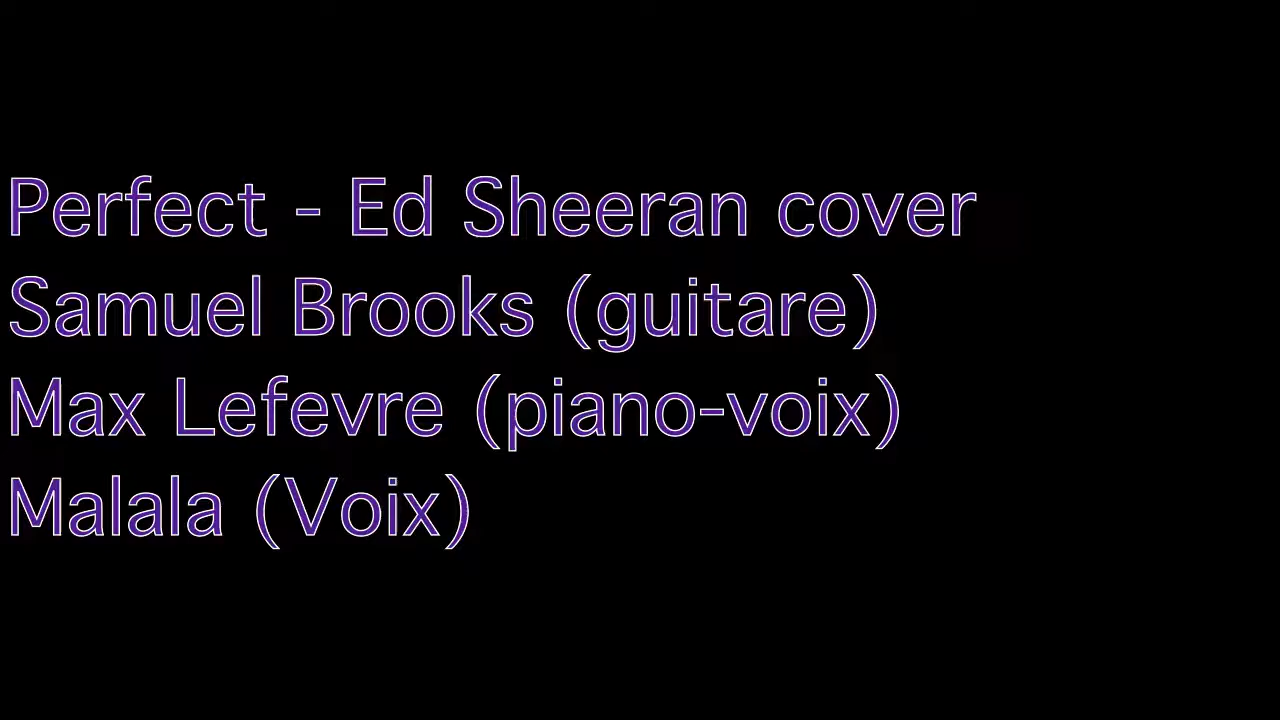 Perfect - Ed Sheeran cover
Samuel Brooks (guitare)
Max Lefevre (piano-voix)
Malala (Voix)